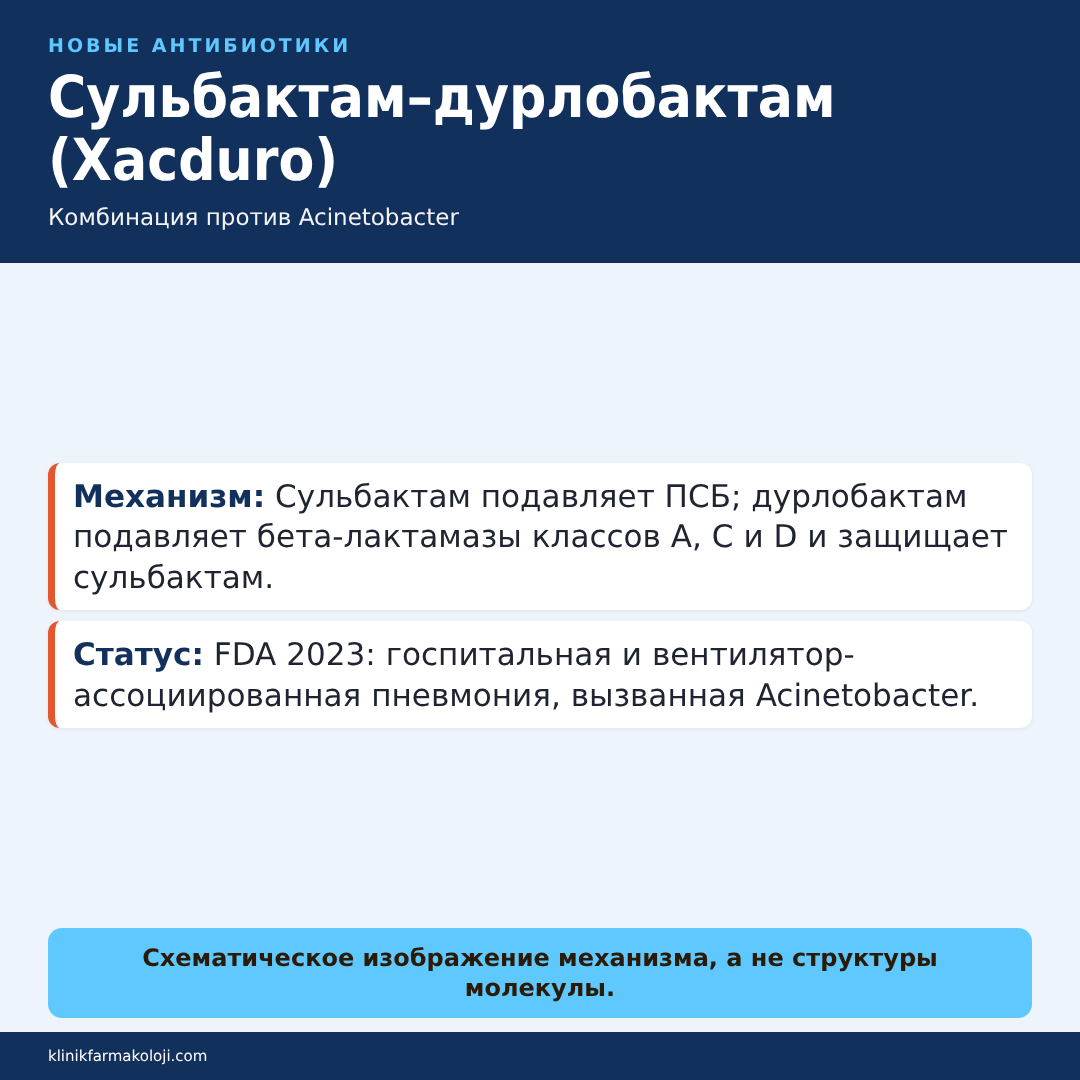 НОВЫЕ АНТИБИОТИКИ
Сульбактам–дурлобактам
(Xacduro)
Комбинация против Acinetobacter
Механизм: Сульбактам подавляет ПСБ; дурлобактам
подавляет бета-лактамазы классов A, C и D и защищает
сульбактам.
Статус: FDA 2023: госпитальная и вентилятор-
ассоциированная пневмония, вызванная Acinetobacter.
Схематическое изображение механизма, а не структуры
молекулы.
klinikfarmakoloji.com